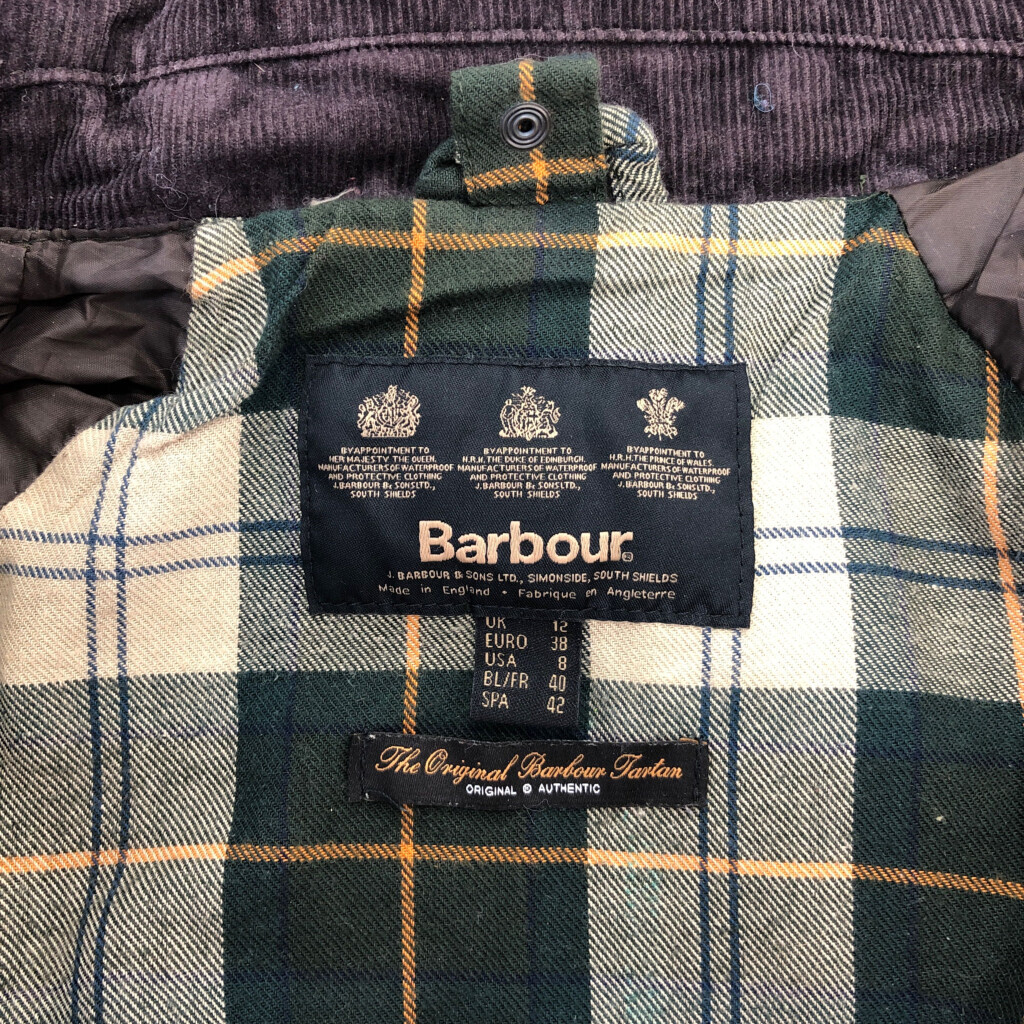 BY APPOINTMENT TO
HER MAJESTY THE QUEEN.
MANUFACTURERS OF WATERPROOF
AND PROTECTIVE CLOTHING
J. BARBOUR & SONS LTD.,
SOUTH SHIELDS
BY APPOINTMENT TO
H.R.H. THE DUKE OF EDINBURGH.
MANUFACTURERS OF WATERPROOF
AND PROTECTIVE CLOTHING
J. BARBOUR & SONS LTD.,
SOUTH SHIELDS
BY APPOINTMENT TO
H.R.H. THE PRINCE OF WALES.
MANUFACTURERS OF WATERPROOF
AND PROTECTIVE CLOTHING
J. BARBOUR & SONS LTD.,
SOUTH SHIELDS
Barbour®
J. BARBOUR & SONS LTD., SIMONSIDE, SOUTH SHIELDS
Made in England • Fabriqué en Angleterre
UK 12
EURO 38
USA 8
BL/FR 40
SPA 42
The Original Barbour Tartan
ORIGINAL © AUTHENTIC